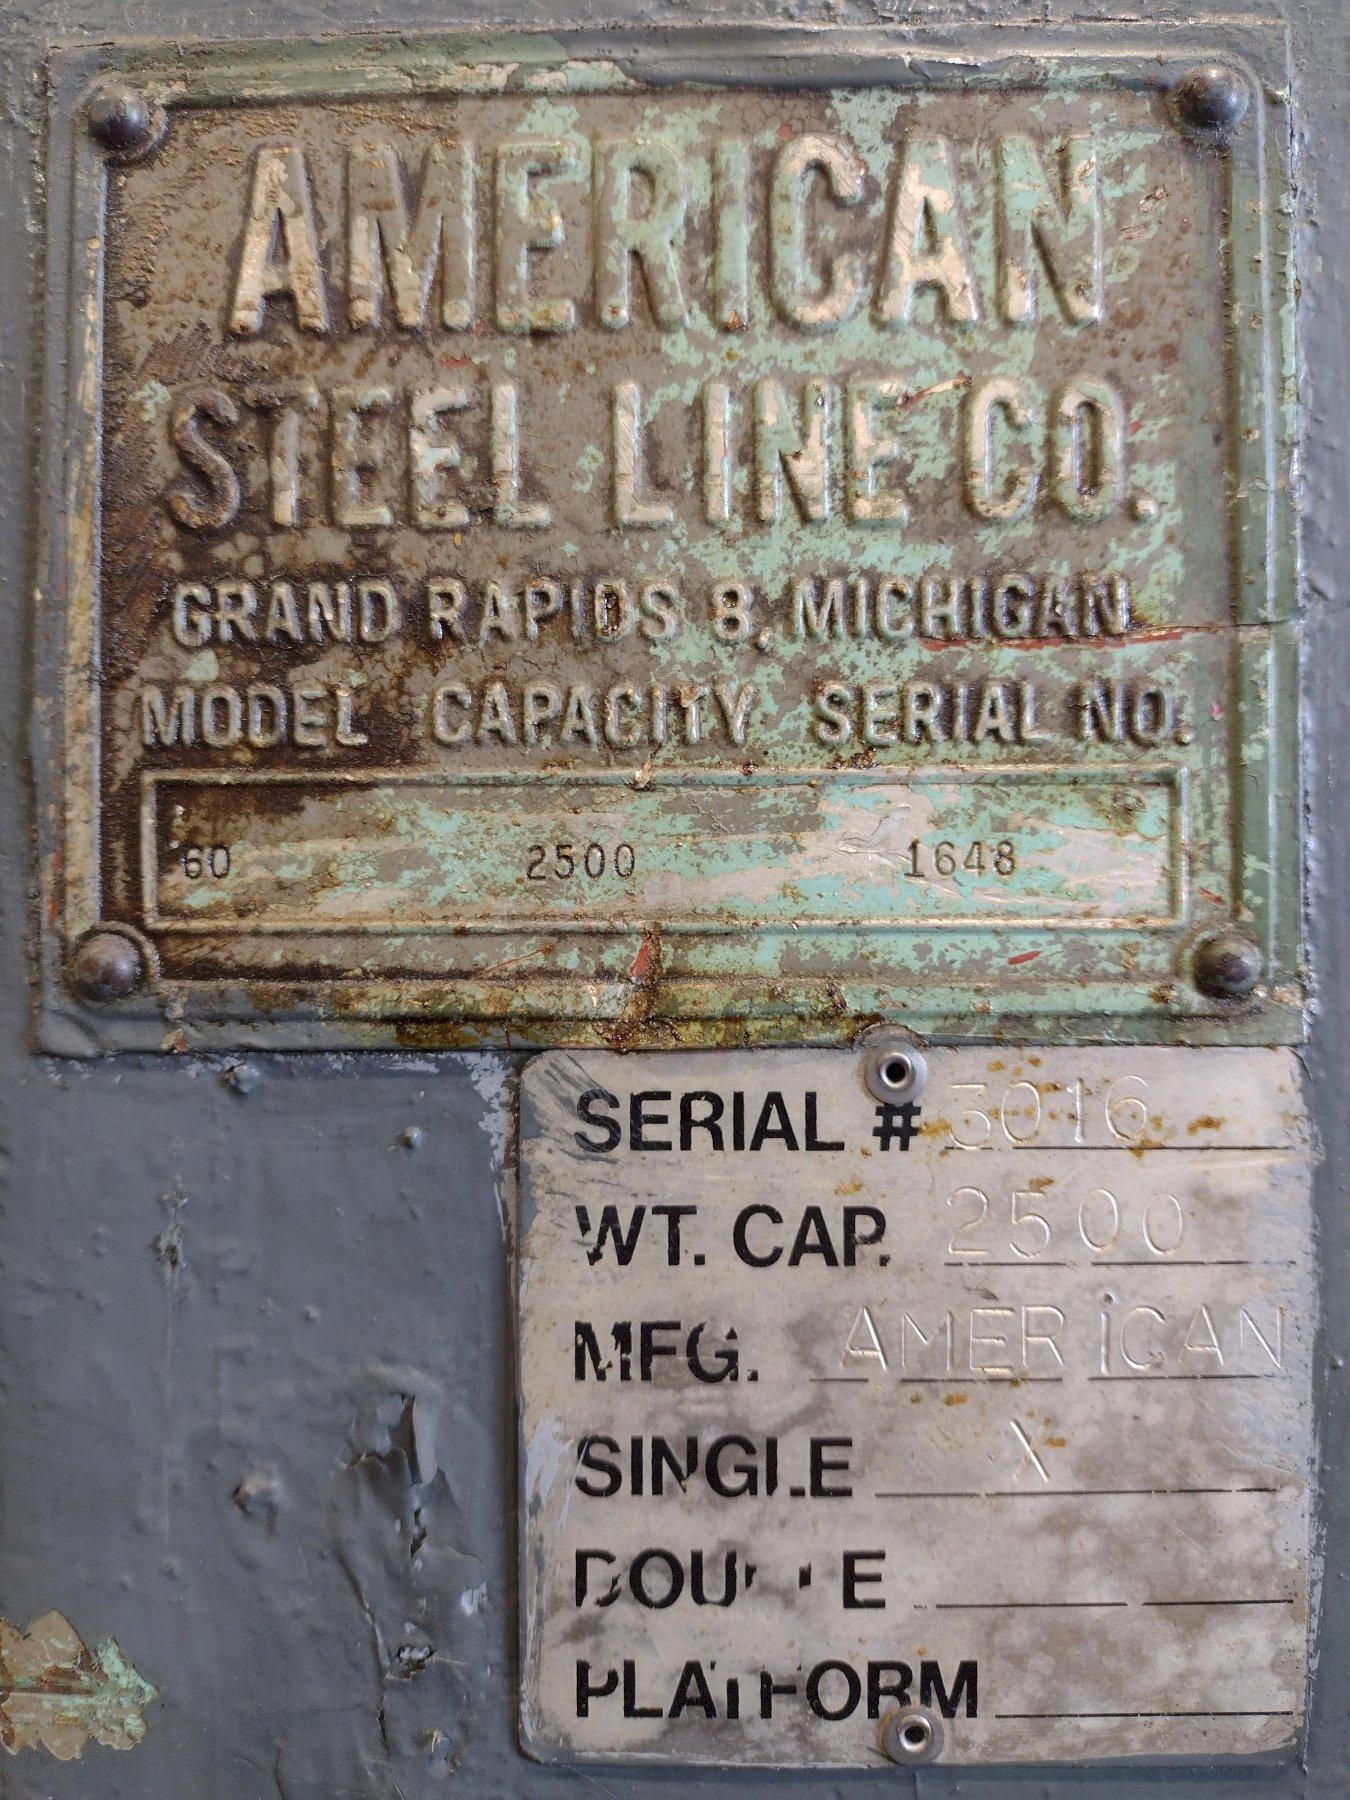 AMERICAN
STEEL LINE CO.
GRAND RAPIDS 8, MICHIGAN
MODEL CAPACITY SERIAL NO.
60 2500 1648
SERIAL # 3016
WT. CAP. 2500
MFG. AMERiCAN
SINGLE X
DOUBLE
PLATFORM